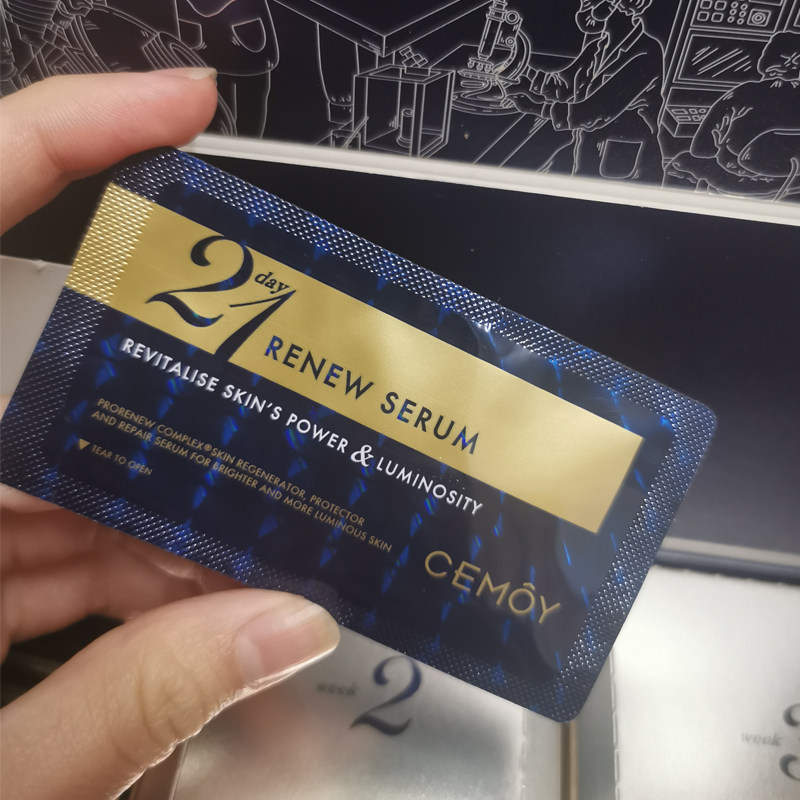 21 day
RENEW SERUM
REVITALISE SKIN'S POWER & LUMINOSITY
PRORENEW COMPLEX®SKIN REGENERATOR, PROTECTOR
AND REPAIR SERUM FOR BRIGHTER AND MORE LUMINOUS SKIN
TEAR TO OPEN
CEMÔY
week 2
week 3